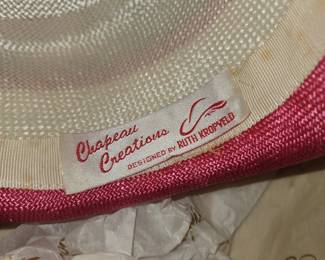 Chapeau
Creations
DESIGNED BY RUTH KROPVELD